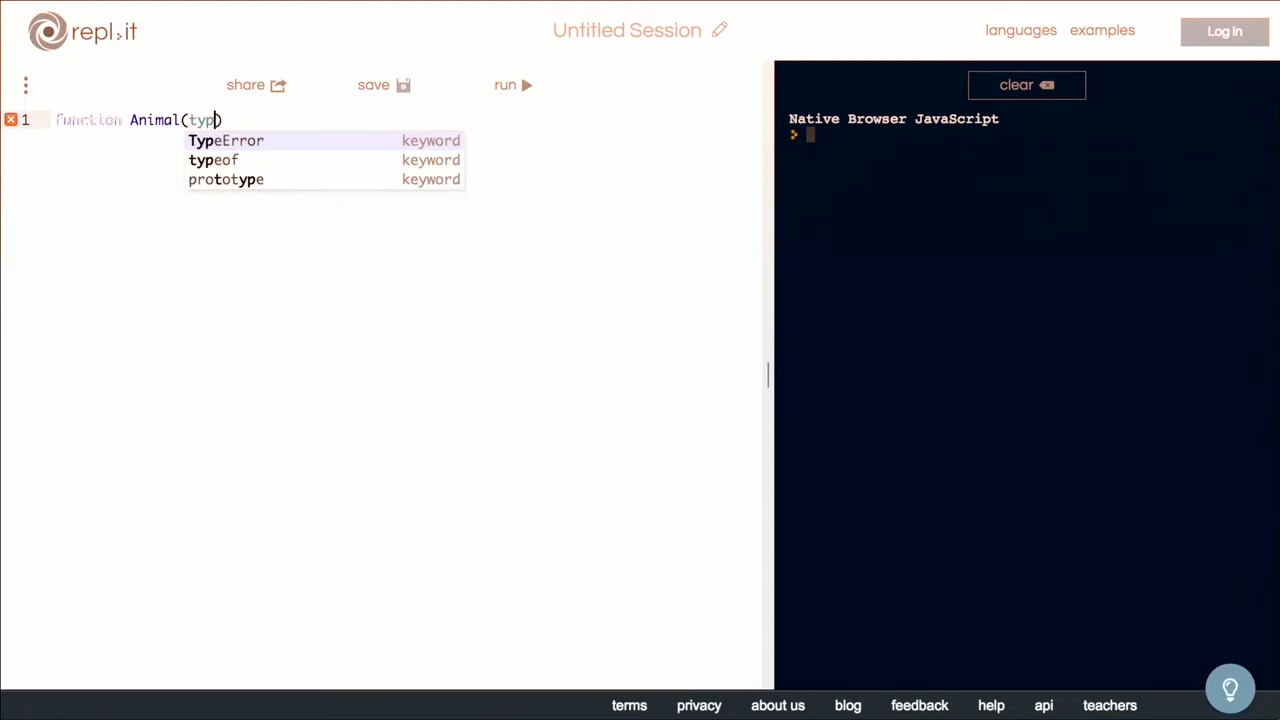 repl.it
Untitled Session
languages examples Log in
share save run
clear
1 function Animal(typ)
TypeError keyword
typeof keyword
prototype keyword
Native Browser JavaScript
>
terms privacy about us blog feedback help api teachers